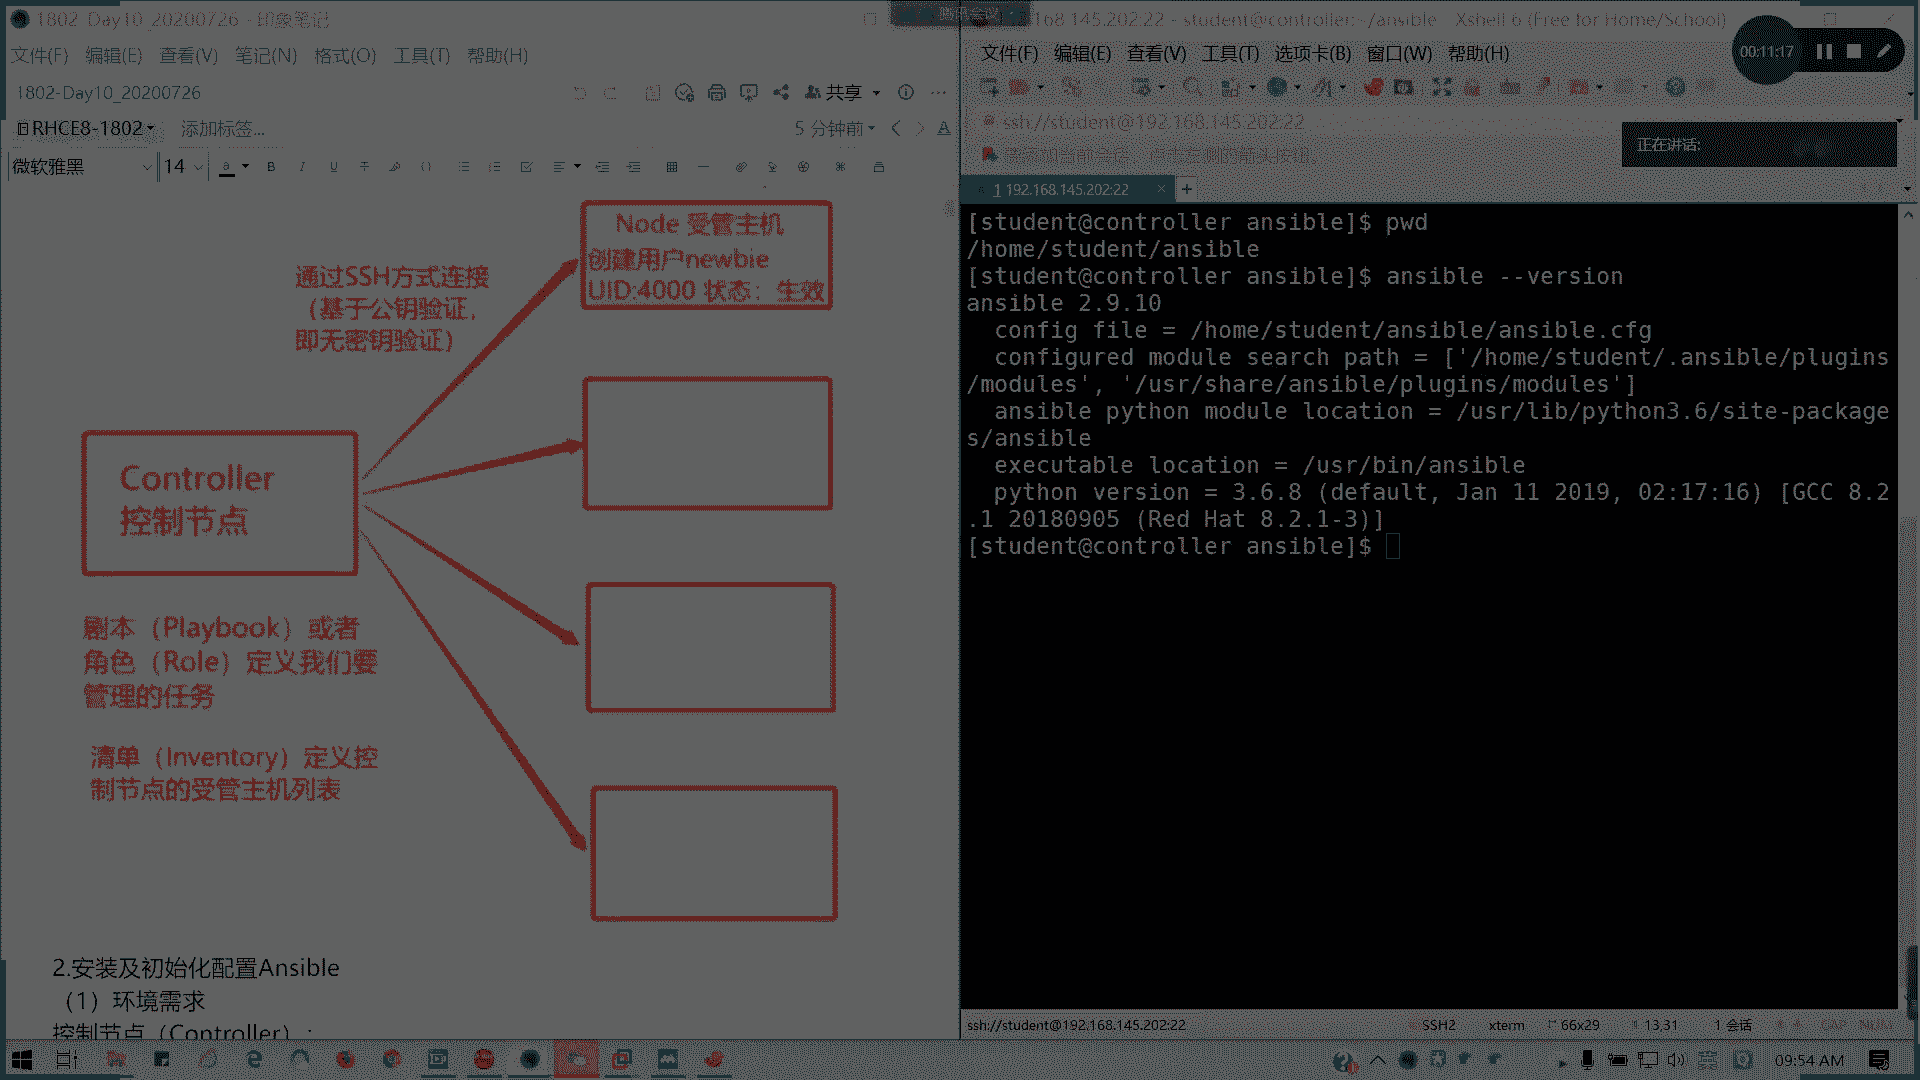 1802_Day10_20200726 - 印象笔记
文件(F) 编辑(E) 查看(V) 笔记(N) 格式(O) 工具(T) 帮助(H)
1802-Day10_20200726
共享
RHCE8-1802
添加标签...
5 分钟前
微软雅黑
14
Node 受管主机
创建用户newbie
UID:4000 状态：生效
通过SSH方式连接
（基于公钥验证，
即无密钥验证）
Controller
控制节点
剧本（Playbook）或者
角色（Role）定义我们要
管理的任务
清单（Inventory）定义控
制节点的受管主机列表
2.安装及初始化配置Ansible
（1）环境需求
控制节点（Controller）：
168.145.202:22 - student@controller:~/ansible - Xshell 6 (Free for Home/School)
文件(F) 编辑(E) 查看(V) 工具(T) 选项卡(B) 窗口(W) 帮助(H)
00:11:17
ssh://student@192.168.145.202:22
正在讲话:
1 192.168.145.202:22
[student@controller ansible]$ pwd
/home/student/ansible
[student@controller ansible]$ ansible --version
ansible 2.9.10
config file = /home/student/ansible/ansible.cfg
configured module search path = ['/home/student/.ansible/plugins
/modules', '/usr/share/ansible/plugins/modules']
ansible python module location = /usr/lib/python3.6/site-package
s/ansible
executable location = /usr/bin/ansible
python version = 3.6.8 (default, Jan 11 2019, 02:17:16) [GCC 8.2
.1 20180905 (Red Hat 8.2.1-3)]
[student@controller ansible]$
ssh://student@192.168.145.202:22
SSH2
xterm
66x29
13,31
1 会话
CAP
NUM
英
09:54 AM